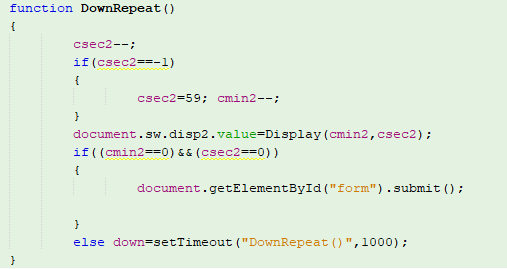 function DownRepeat()
{
csec2--;
if(csec2==-1)
{
csec2=59; cmin2--;
}
document.sw.disp2.value=Display(cmin2,csec2);
if((cmin2==0)&&(csec2==0))
{
document.getElementById("form").submit();
}
else down=setTimeout("DownRepeat()",1000);
}